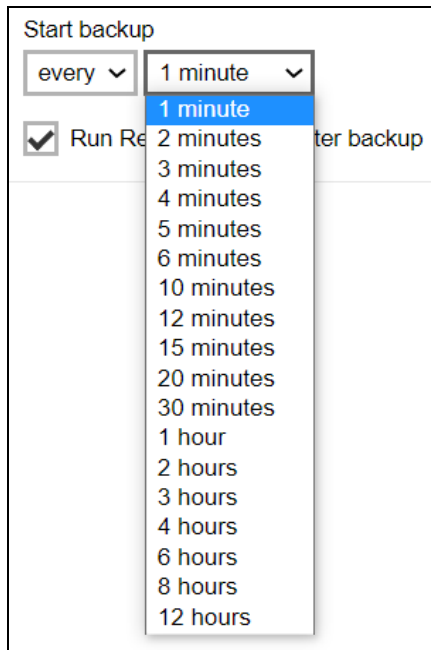 Start backup
every 1 minute
1 minute
Run Re 2 minutes ter backup
3 minutes
4 minutes
5 minutes
6 minutes
10 minutes
12 minutes
15 minutes
20 minutes
30 minutes
1 hour
2 hours
3 hours
4 hours
6 hours
8 hours
12 hours